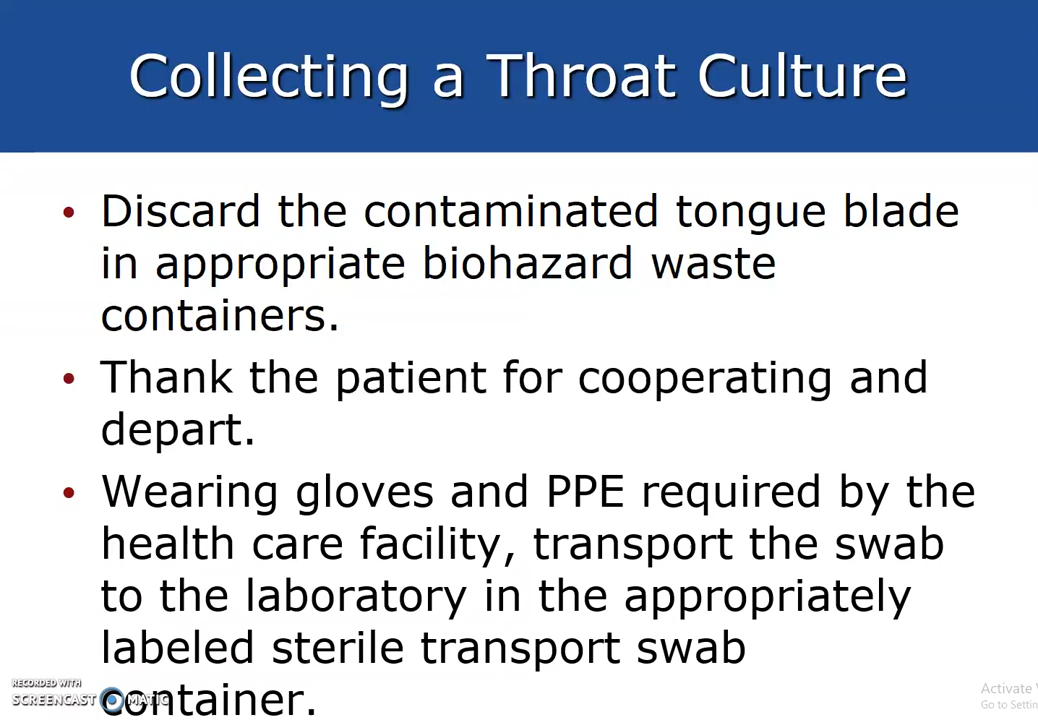 Collecting a Throat Culture
• Discard the contaminated tongue blade
in appropriate biohazard waste
containers.
• Thank the patient for cooperating and
depart.
• Wearing gloves and PPE required by the
health care facility, transport the swab
to the laboratory in the appropriately
labeled sterile transport swab
container.
RECORDED WITH
SCREENCAST MATIC
Activate
Go to